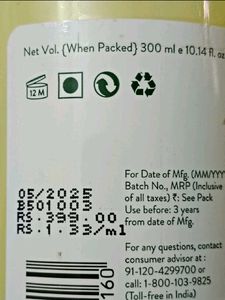 Net Vol. {When Packed} 300 ml e 10.14 fl. oz
12 M
For Date of Mfg. (MM/YYY
Batch No., MRP (Inclusive
of all taxes) ₹: See Pack
Use before: 3 years
from date of Mfg.
05/2025
B501003
RS. 399.00
RS. 1.33/ml
For any questions, contact
consumer advisor at :
91-120-4299700 or
call: 1-800-103-9825
(Toll-free in India)
160